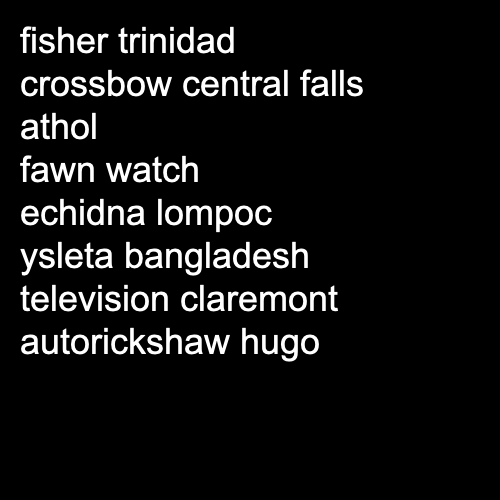 fisher trinidad
crossbow central falls
athol
fawn watch
echidna lompoc
ysleta bangladesh
television claremont
autorickshaw hugo